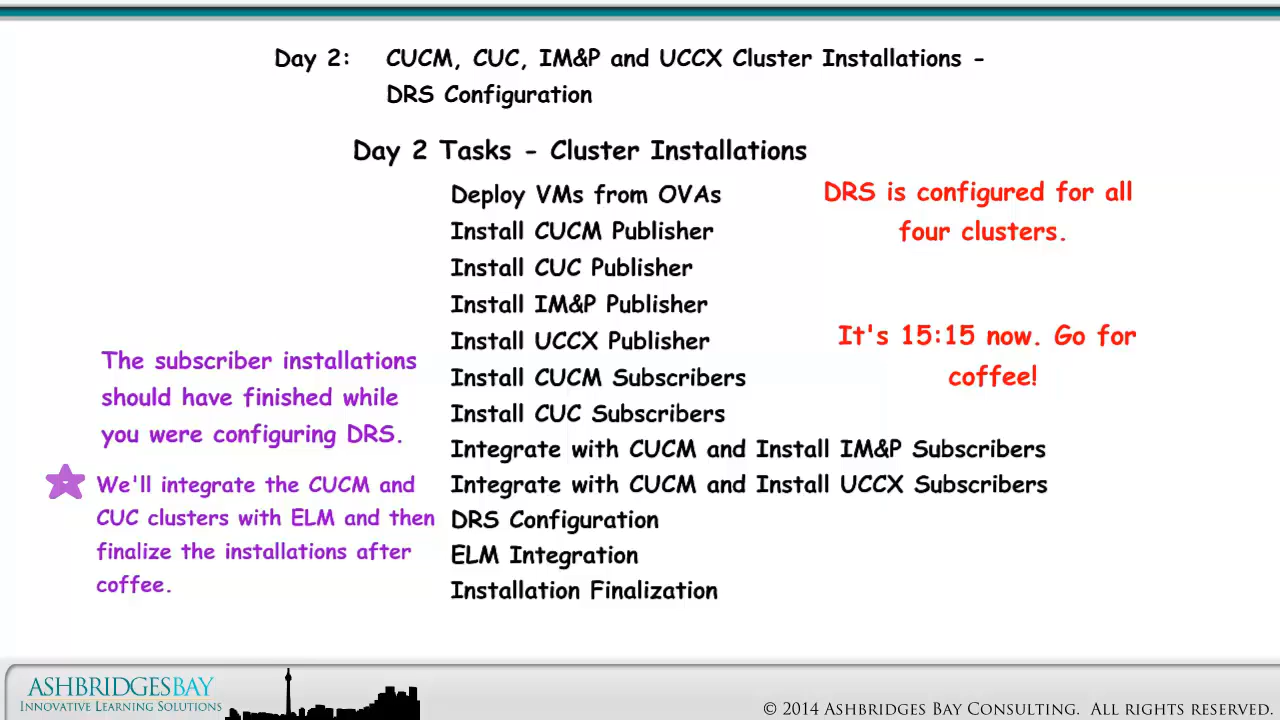 Day 2: CUCM, CUC, IM&P and UCCX Cluster Installations -
DRS Configuration
Day 2 Tasks - Cluster Installations
Deploy VMs from OVAs
Install CUCM Publisher
Install CUC Publisher
Install IM&P Publisher
Install UCCX Publisher
Install CUCM Subscribers
Install CUC Subscribers
Integrate with CUCM and Install IM&P Subscribers
Integrate with CUCM and Install UCCX Subscribers
DRS Configuration
ELM Integration
Installation Finalization
DRS is configured for all
four clusters.
It's 15:15 now. Go for
coffee!
The subscriber installations
should have finished while
you were configuring DRS.
We'll integrate the CUCM and
CUC clusters with ELM and then
finalize the installations after
coffee.
ASHBRIDGESBAY
INNOVATIVE LEARNING SOLUTIONS
© 2014 ASHBRIDGES BAY CONSULTING. ALL RIGHTS RESERVED.